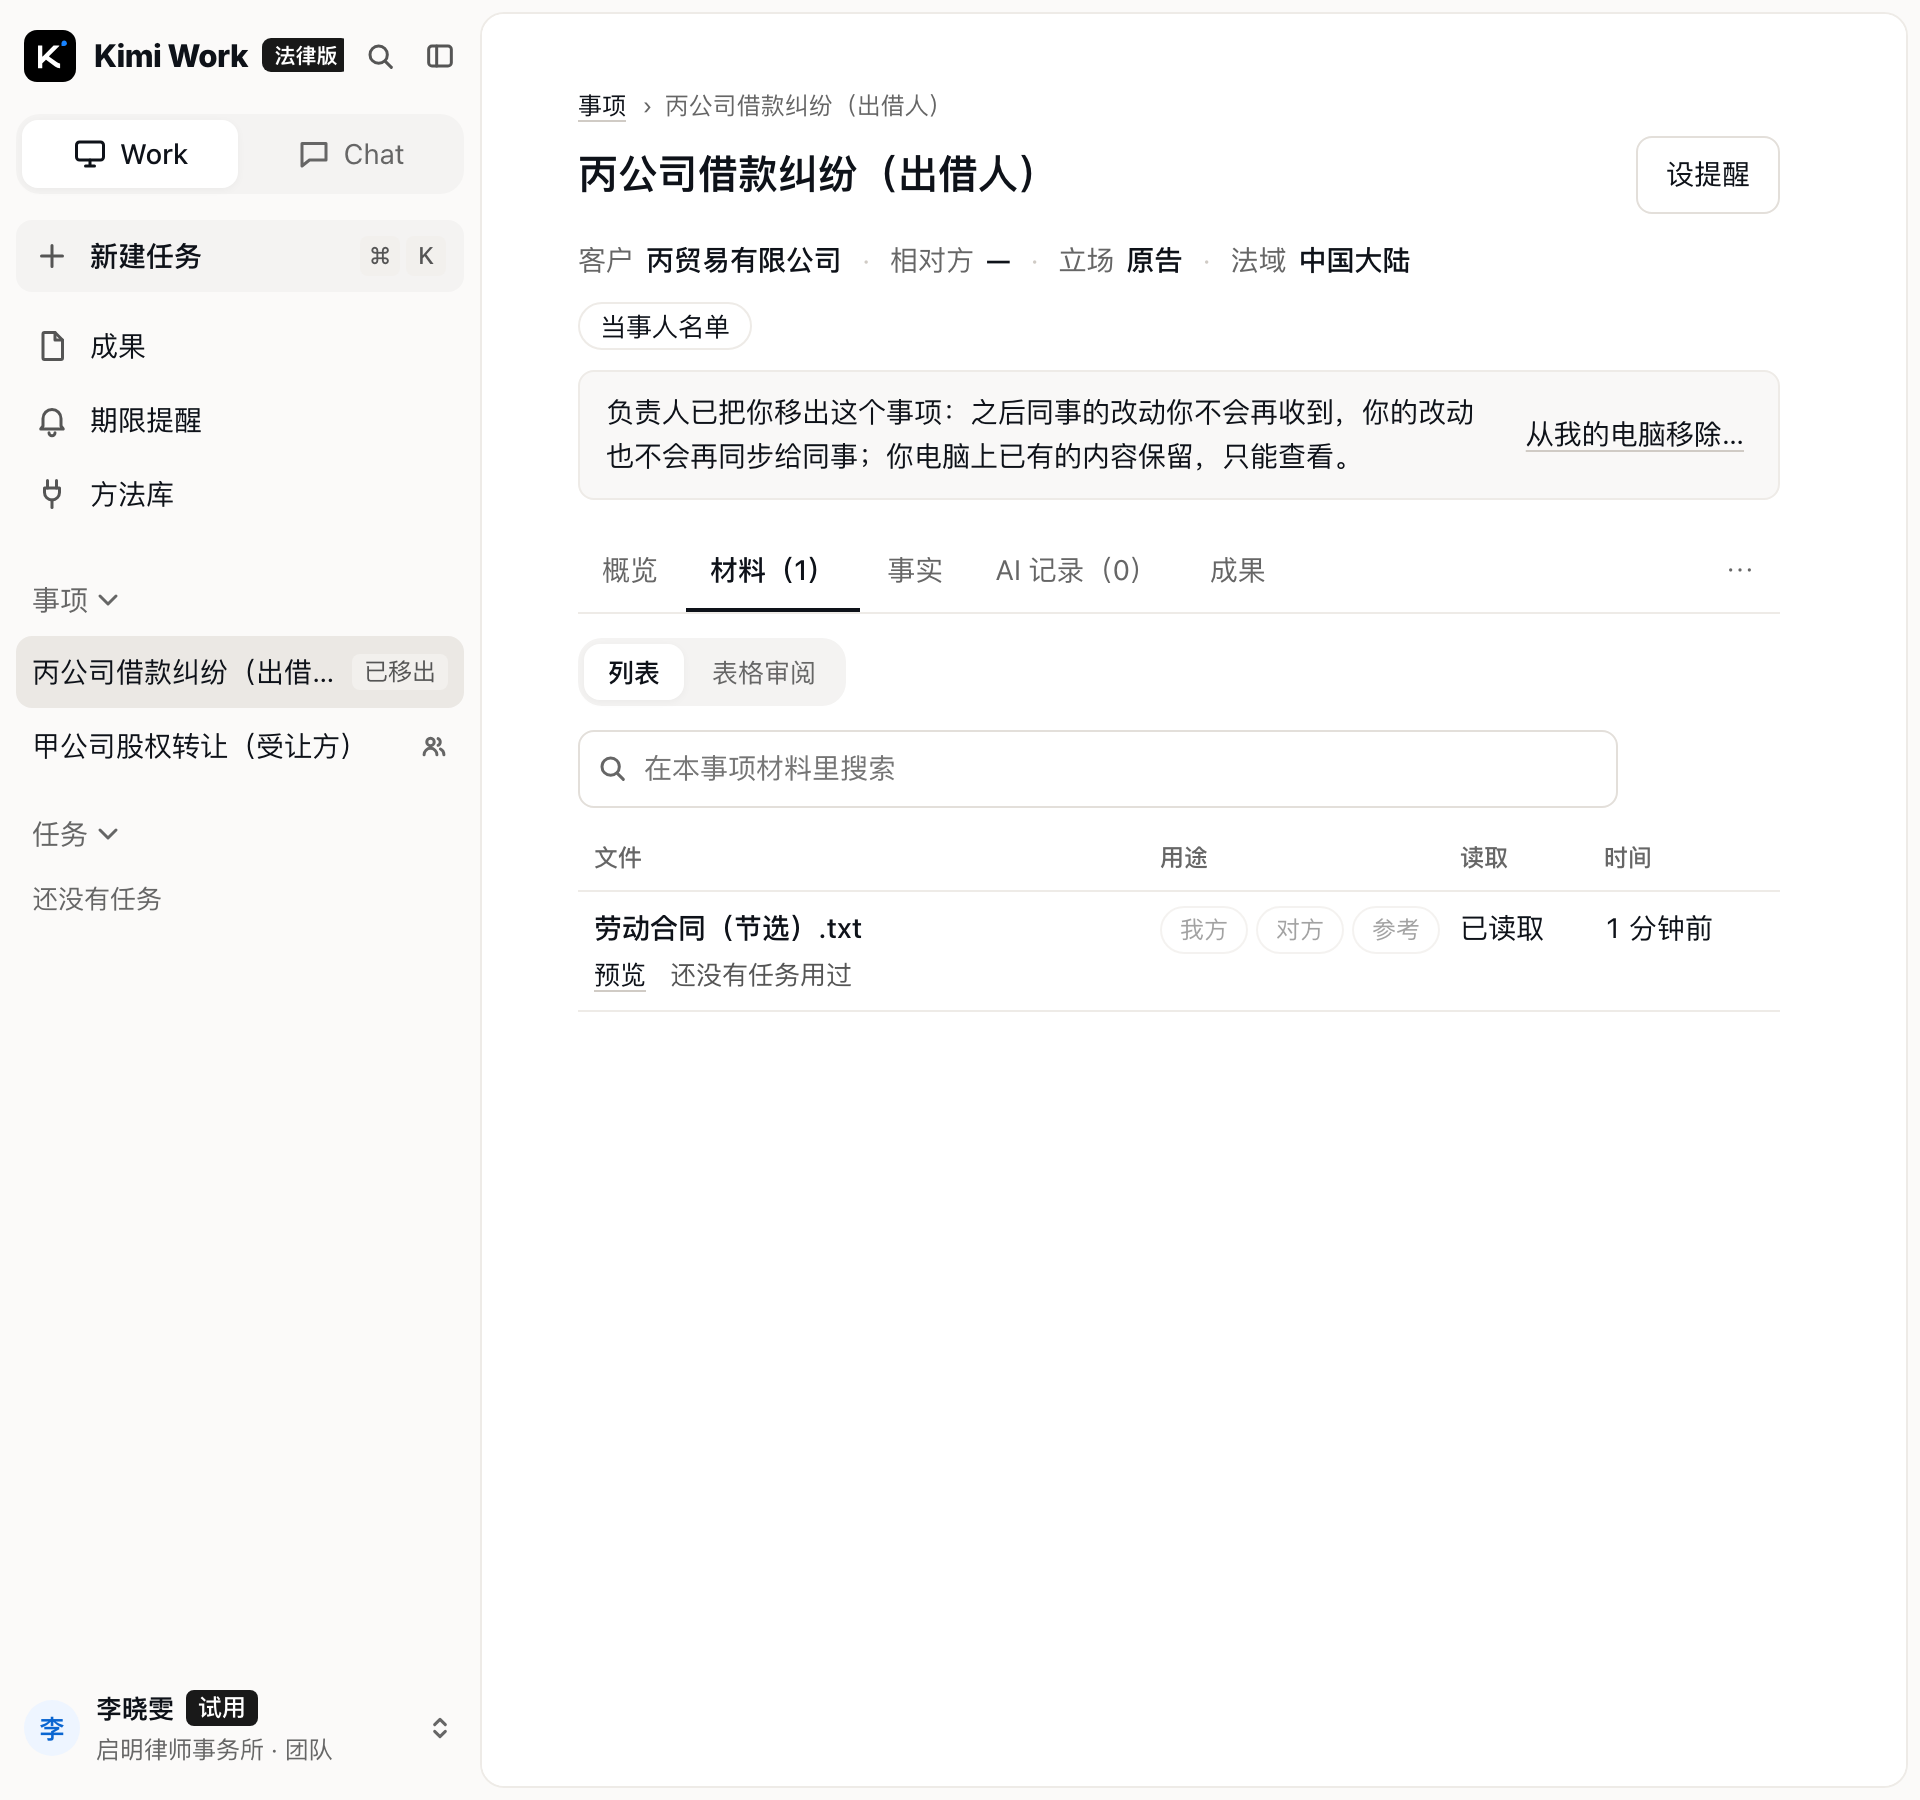 Kimi Work 法律版
Work
Chat
新建任务 ⌘ K
成果
期限提醒
方法库
事项
丙公司借款纠纷（出借... 已移出
甲公司股权转让（受让方）
任务
还没有任务
李 李晓雯 试用
启明律师事务所 · 团队
事项 › 丙公司借款纠纷（出借人）
丙公司借款纠纷（出借人）
设提醒
客户 丙贸易有限公司 · 相对方 — · 立场 原告 · 法域 中国大陆
当事人名单
负责人已把你移出这个事项：之后同事的改动你不会再收到，你的改动
也不会再同步给同事；你电脑上已有的内容保留，只能查看。
从我的电脑移除...
概览 材料（1） 事实 AI 记录（0） 成果 ···
列表 表格审阅
在本事项材料里搜索
文件 用途 读取 时间
劳动合同（节选）.txt 我方 对方 参考 已读取 1 分钟前
预览 还没有任务用过